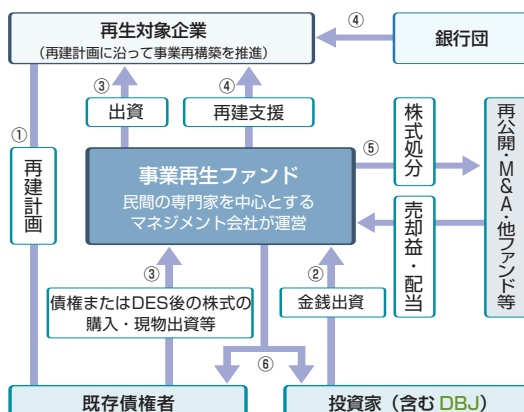 再生対象企業
(再建計画に沿って事業再構築を推進)
④
銀行団
③
④
出資
再建支援
①
再建計画
事業再生ファンド
民間の専門家を中心とする
マネジメント会社が運営
⑤
株式処分
売却益・配当
再公開・M&A・他ファンド等
③
②
債権またはDES後の株式の
購入・現物出資等
金銭出資
⑥
既存債権者
投資家（含む DBJ）